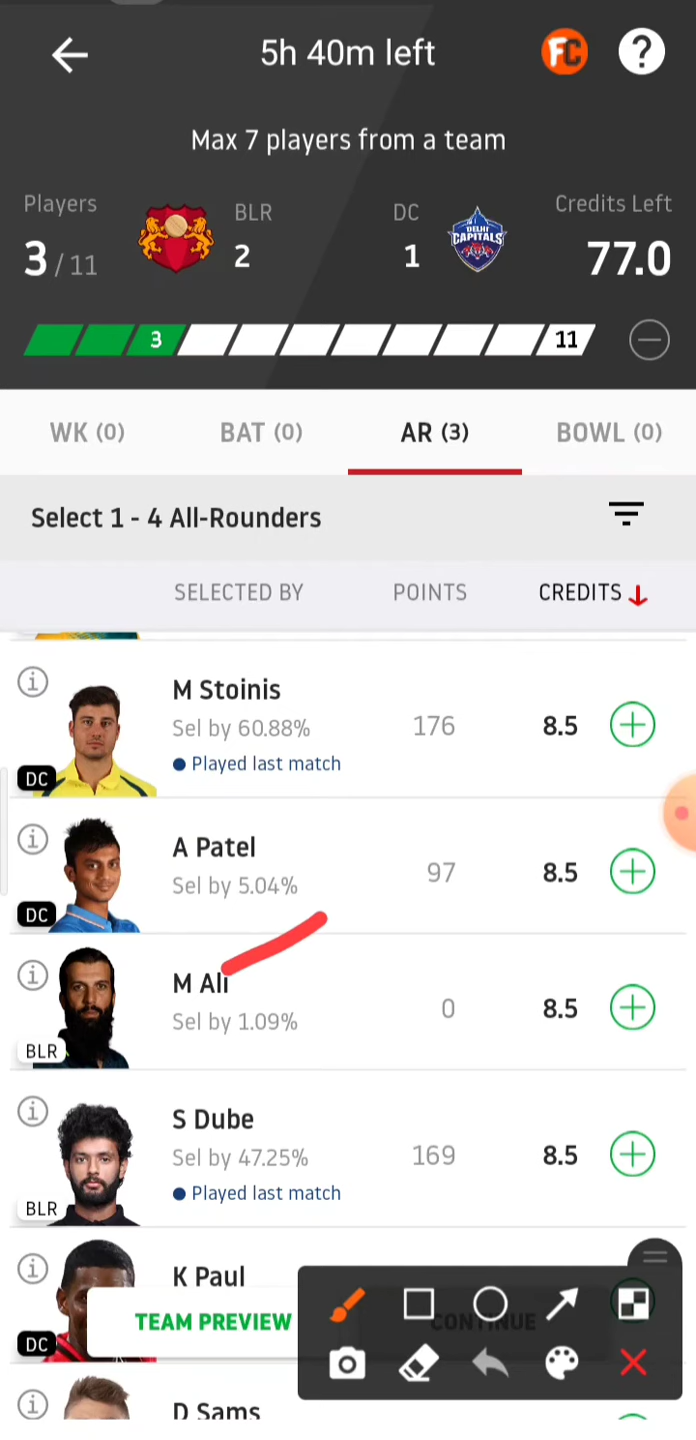 5h 40m left
FC
?
Max 7 players from a team
Players
BLR
DC
Credits Left
3 / 11
2
1
DELHI CAPITALS
77.0
3
11
WK (0)
BAT (0)
AR (3)
BOWL (0)
Select 1 - 4 All-Rounders
SELECTED BY
POINTS
CREDITS
M Stoinis
Sel by 60.88%
176
8.5
Played last match
DC
A Patel
Sel by 5.04%
97
8.5
DC
M Ali
Sel by 1.09%
0
8.5
BLR
S Dube
Sel by 47.25%
169
8.5
Played last match
BLR
K Paul
TEAM PREVIEW
CONTINUE
DC
D Sams